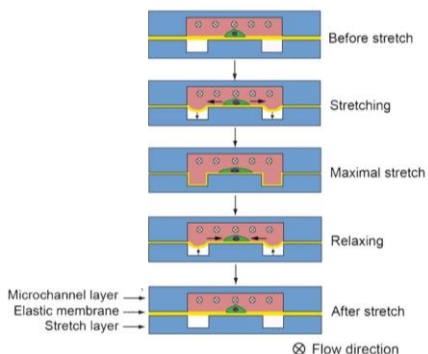 Before stretch
Stretching
Maximal stretch
Relaxing
Microchannel layer
Elastic membrane
Stretch layer
After stretch
Flow direction